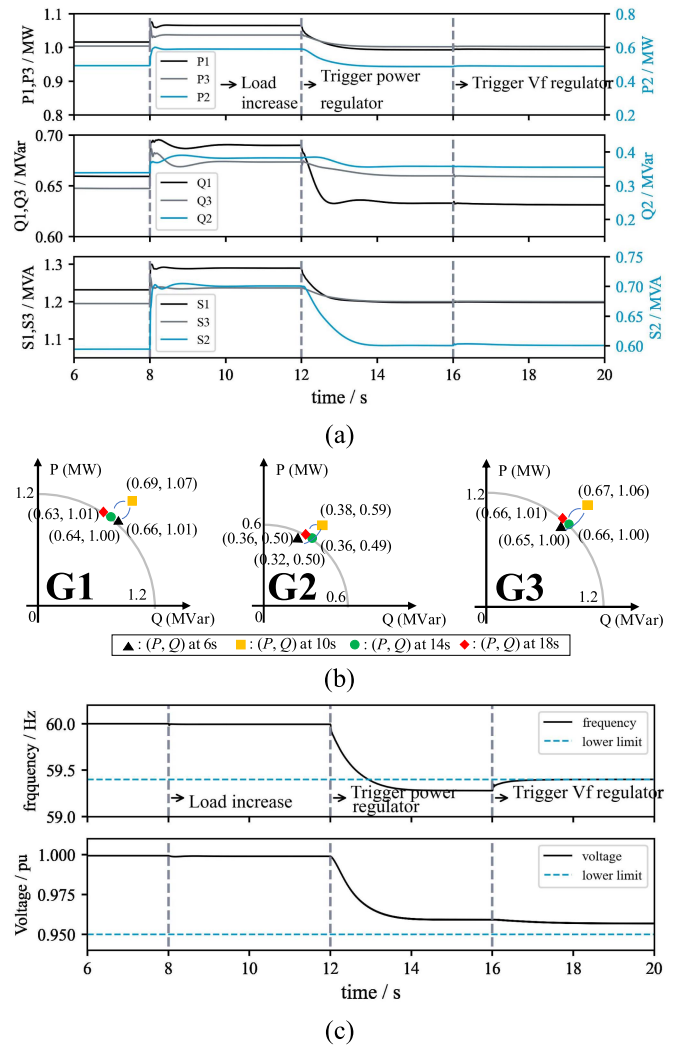 1.1
1.0
0.9
0.8
P1,P3 / MW
P1
P3
P2
Load
increase
Trigger power
regulator
Trigger Vf regulator
0.8
0.6
0.4
0.2
P2 / MW
0.70
0.65
0.60
Q1,Q3 / MVar
Q1
Q3
Q2
0.4
0.3
0.2
Q2 / MVar
1.3
1.2
1.1
S1,S3 / MVA
S1
S3
S2
0.75
0.70
0.65
0.60
S2 / MVA
6 8 10 12 14 16 18 20
time / s
(a)
P (MW)
1.2
(0.69, 1.07)
(0.63, 1.01)
(0.66, 1.01)
(0.64, 1.00)
G1
1.2
0
Q (MVar)
P (MW)
0.6
(0.38, 0.59)
(0.36, 0.50)
(0.36, 0.49)
(0.32, 0.50)
G2
0.6
0
Q (MVar)
P (MW)
1.2
(0.67, 1.06)
(0.66, 1.01)
(0.66, 1.00)
(0.65, 1.00)
G3
1.2
0
Q (MVar)
: (P, Q) at 6s : (P, Q) at 10s : (P, Q) at 14s : (P, Q) at 18s
(b)
60.0
59.5
59.0
frqquency / Hz
frequency
lower limit
Load increase
Trigger power
regulator
Trigger Vf regulator
1.000
0.975
0.950
Voltage / pu
voltage
lower limit
6 8 10 12 14 16 18 20
time / s
(c)